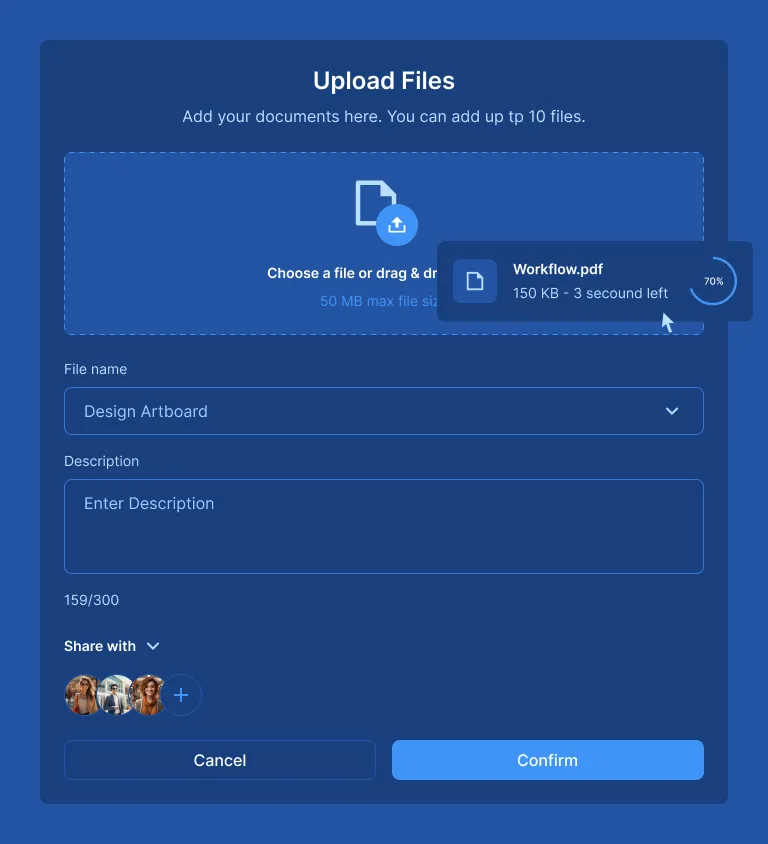 Upload Files
Add your documents here. You can add up tp 10 files.
Choose a file or drag & dr
50 MB max file siz
Workflow.pdf
150 KB - 3 secound left
70%
File name
Design Artboard
Description
Enter Description
159/300
Share with
Cancel
Confirm